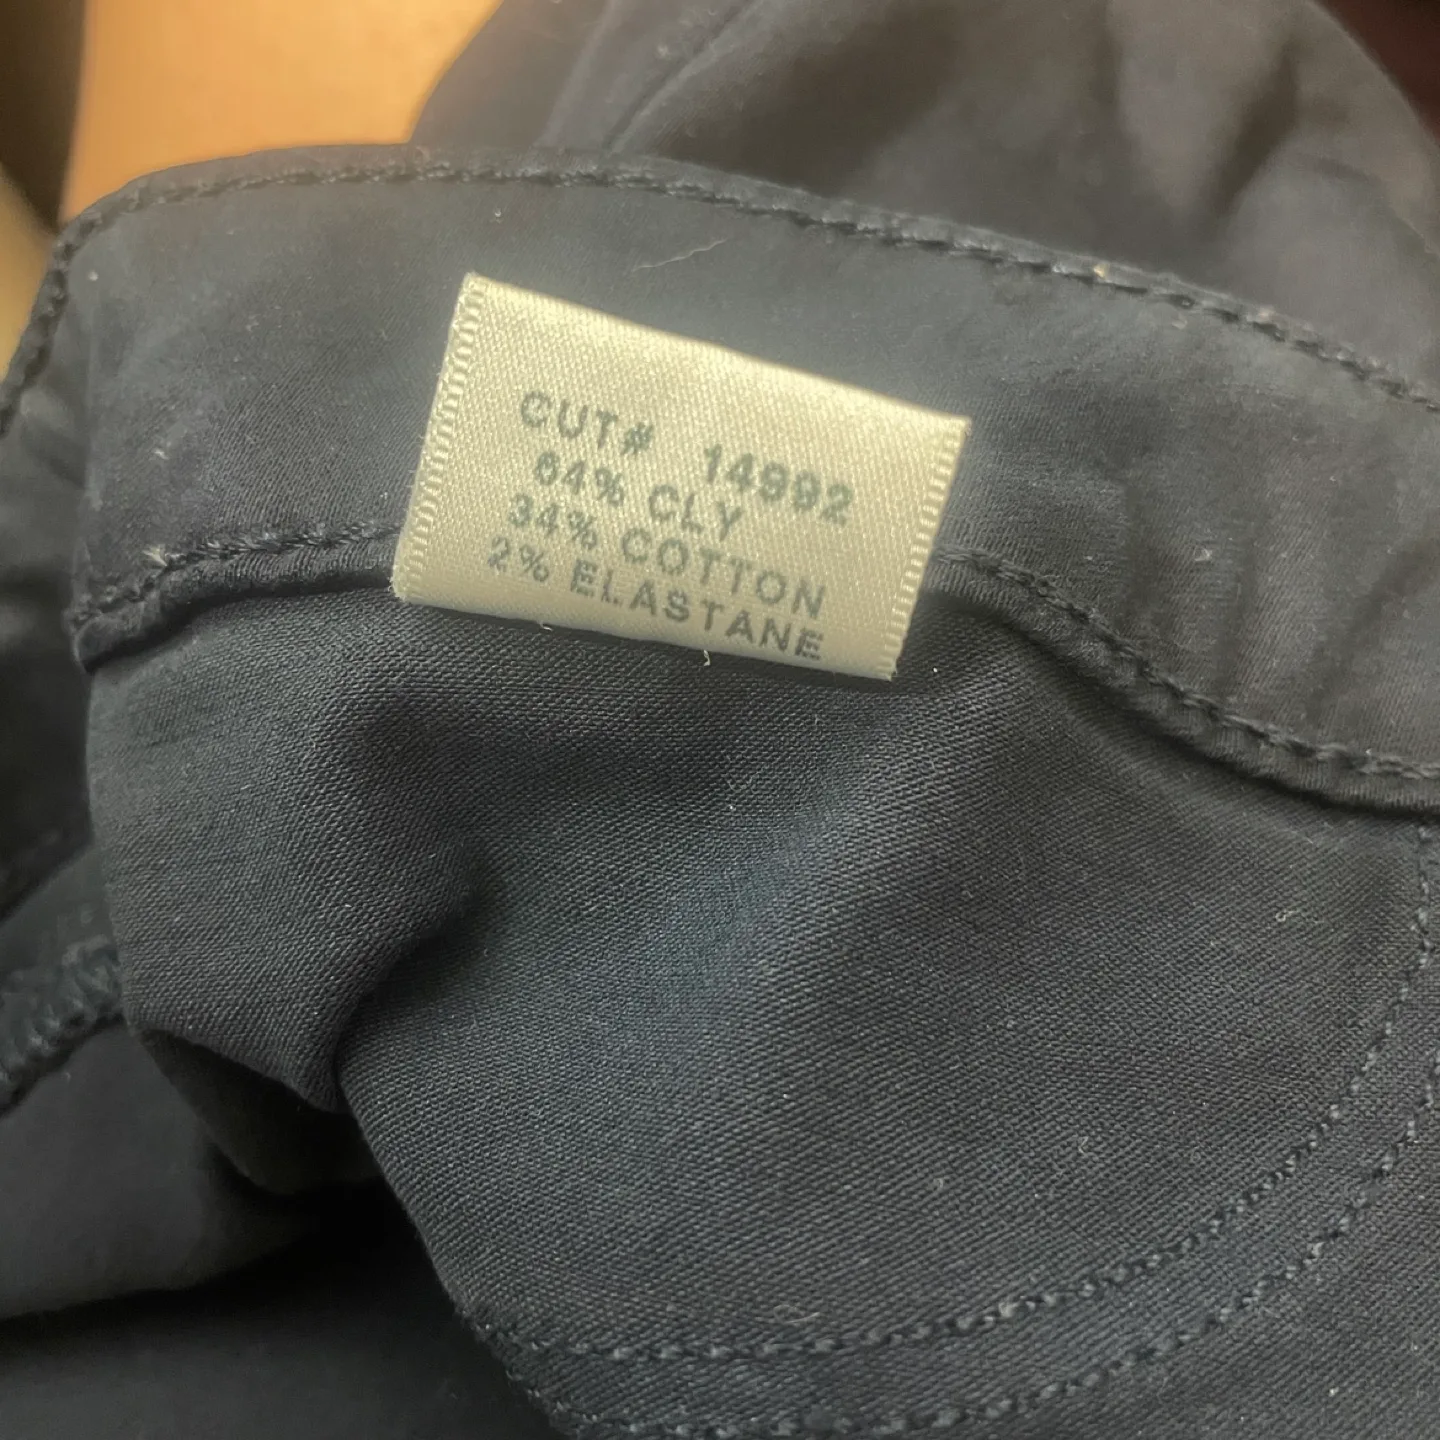 CUT# 14992
64% CLY
34% COTTON
2% ELASTANE